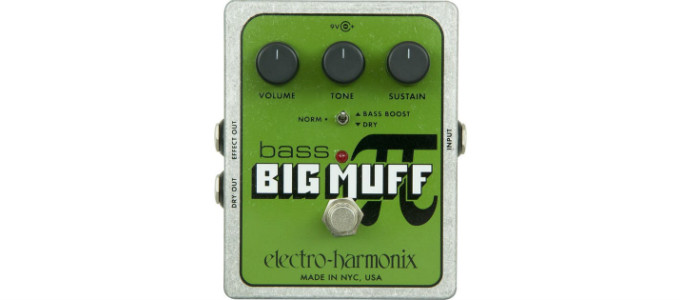 9V
VOLUME TONE SUSTAIN
NORM • ▲ BASS BOOST
▼ DRY
EFFECT OUT
INPUT
DRY OUT
bass
BIG MUFF π
electro-harmonix
MADE IN NYC, USA